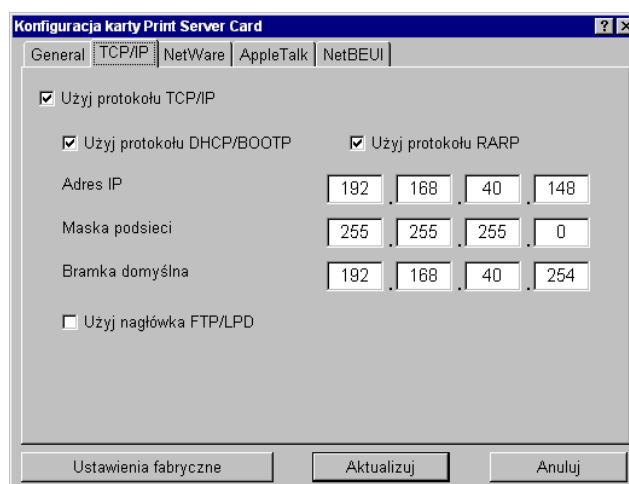 Konfiguracja karty Print Server Card
General TCP/IP NetWare AppleTalk NetBEUI
Użyj protokołu TCP/IP
Użyj protokołu DHCP/BOOTP Użyj protokołu RARP
Adres IP 192 . 168 . 40 . 148
Maska podsieci 255 . 255 . 255 . 0
Bramka domyślna 192 . 168 . 40 . 254
Użyj nagłówka FTP/LPD
Ustawienia fabryczne Aktualizuj Anuluj